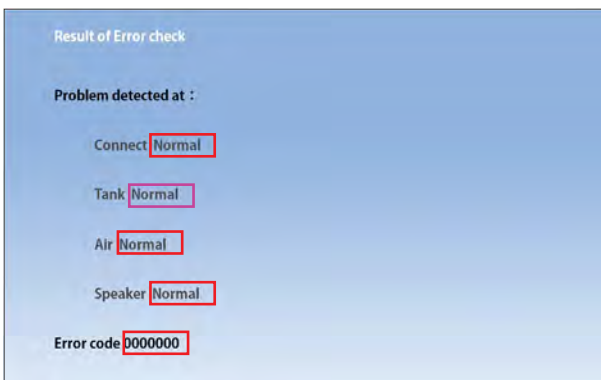 Result of Error check
Problem detected at：
Connect Normal
Tank Normal
Air Normal
Speaker Normal
Error code 0000000